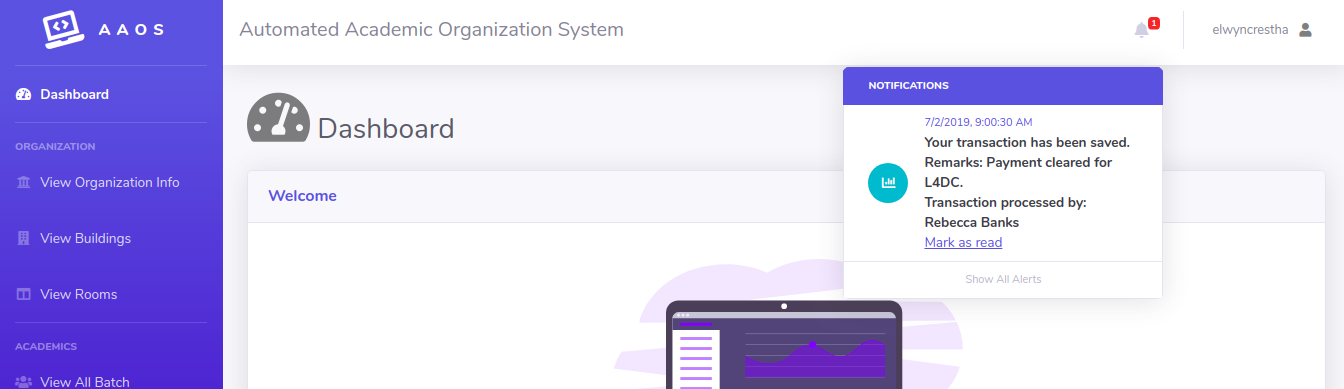 AAOS
Automated Academic Organization System
1
elwyncrestha
Dashboard
ORGANIZATION
View Organization Info
View Buildings
View Rooms
ACADEMICS
View All Batch
Dashboard
Welcome
NOTIFICATIONS
7/2/2019, 9:00:30 AM
Your transaction has been saved.
Remarks: Payment cleared for
L4DC.
Transaction processed by:
Rebecca Banks
Mark as read
Show All Alerts